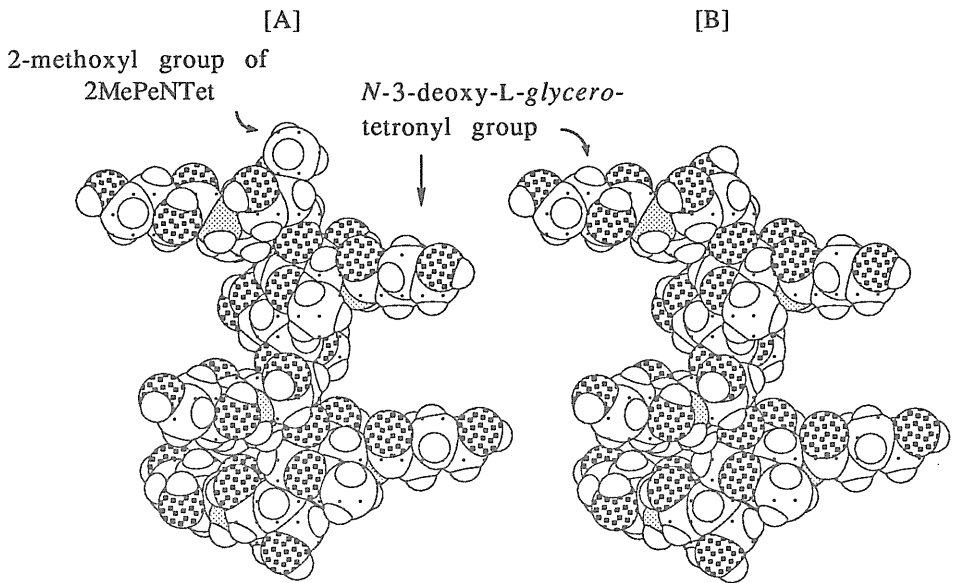 [A]
[B]
2-methoxyl group of
2MePeNTet
N-3-deoxy-L-glycero-
tetronyl group